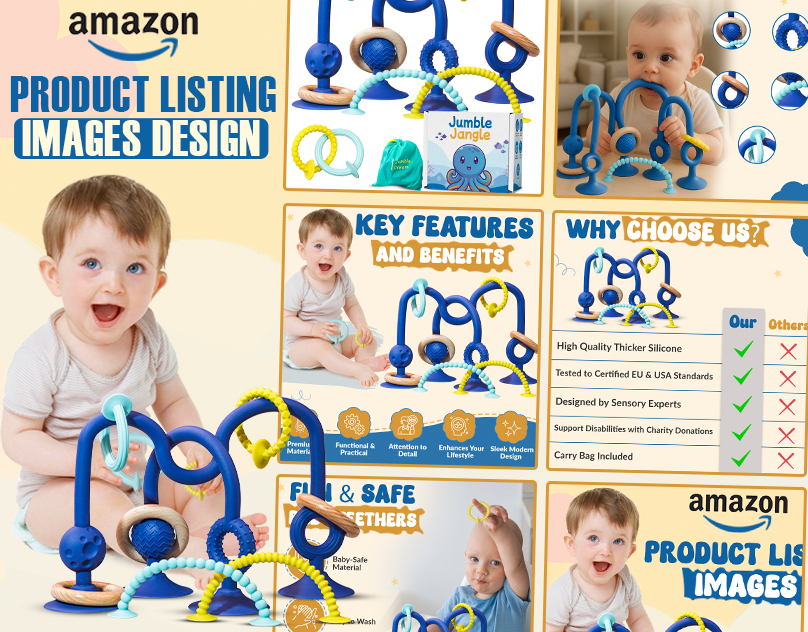 amazon
PRODUCT LISTING
IMAGES DESIGN
Jumble
Jangle
KEY FEATURES
AND BENEFITS
Functional &
Practical
Attention to
Detail
Enhances Your
Lifestyle
Sleek Modern
Design
WHY CHOOSE US?
Our
Others
High Quality Thicker Silicone
Tested to Certified EU & USA Standards
Designed by Sensory Experts
Support Disabilities with Charity Donations
Carry Bag Included
& SAFE
Baby-Safe
Material
Wash
amazon
PRODUCT LIS
IMAGES